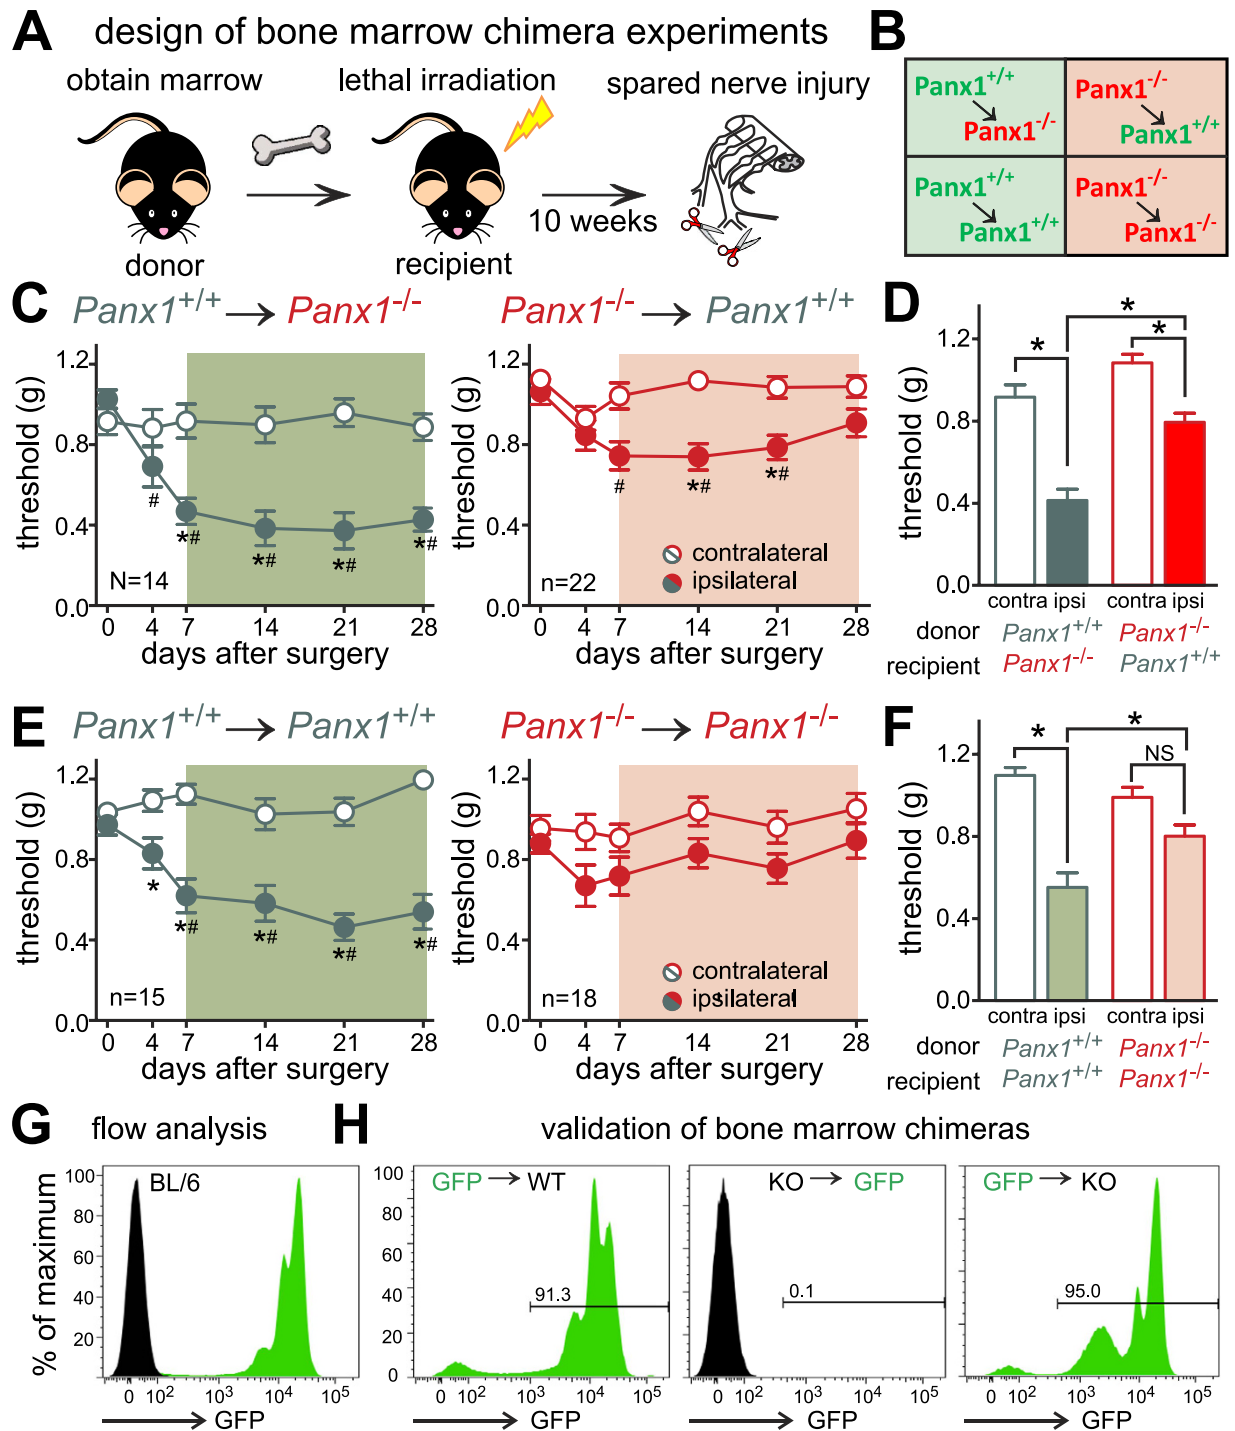 A design of bone marrow chimera experiments
obtain marrow
lethal irradiation
spared nerve injury
10 weeks
donor
recipient
B
Panx1+/+
Panx1-/-
Panx1-/-
Panx1+/+
Panx1+/+
Panx1+/+
Panx1-/-
Panx1-/-
C Panx1+/+ → Panx1-/-
threshold (g)
1.2
0.8
0.4
0.0
#
*#
*#
*#
*#
N=14
0 4 7 14 21 28
days after surgery
Panx1-/- → Panx1+/+
threshold (g)
1.2
0.8
0.4
0.0
#
*#
*#
contralateral
ipsilateral
n=22
0 4 7 14 21 28
days after surgery
D
threshold (g)
1.2
0.8
0.4
0.0
*
*
*
contra ipsi contra ipsi
donor Panx1+/+ Panx1-/-
recipient Panx1-/- Panx1+/+
E Panx1+/+ → Panx1+/+
threshold (g)
1.2
0.8
0.4
0.0
*
*#
*#
*#
*#
n=15
0 4 7 14 21 28
days after surgery
Panx1-/- → Panx1-/-
threshold (g)
1.2
0.8
0.4
0.0
contralateral
ipsilateral
n=18
0 4 7 14 21 28
days after surgery
F
threshold (g)
1.2
0.8
0.4
0.0
*
*
NS
contra ipsi contra ipsi
donor Panx1+/+ Panx1-/-
recipient Panx1+/+ Panx1-/-
G flow analysis
% of maximum
100
80
60
40
20
BL/6
0 10² 10³ 10⁴ 10⁵
GFP
H validation of bone marrow chimeras
100
80
60
40
20
0
GFP → WT
91.3
0 10² 10³ 10⁴ 10⁵
GFP
KO → GFP
0.1
0 10² 10³ 10⁴ 10⁵
GFP
GFP → KO
95.0
0 10² 10³ 10⁴ 10⁵
GFP